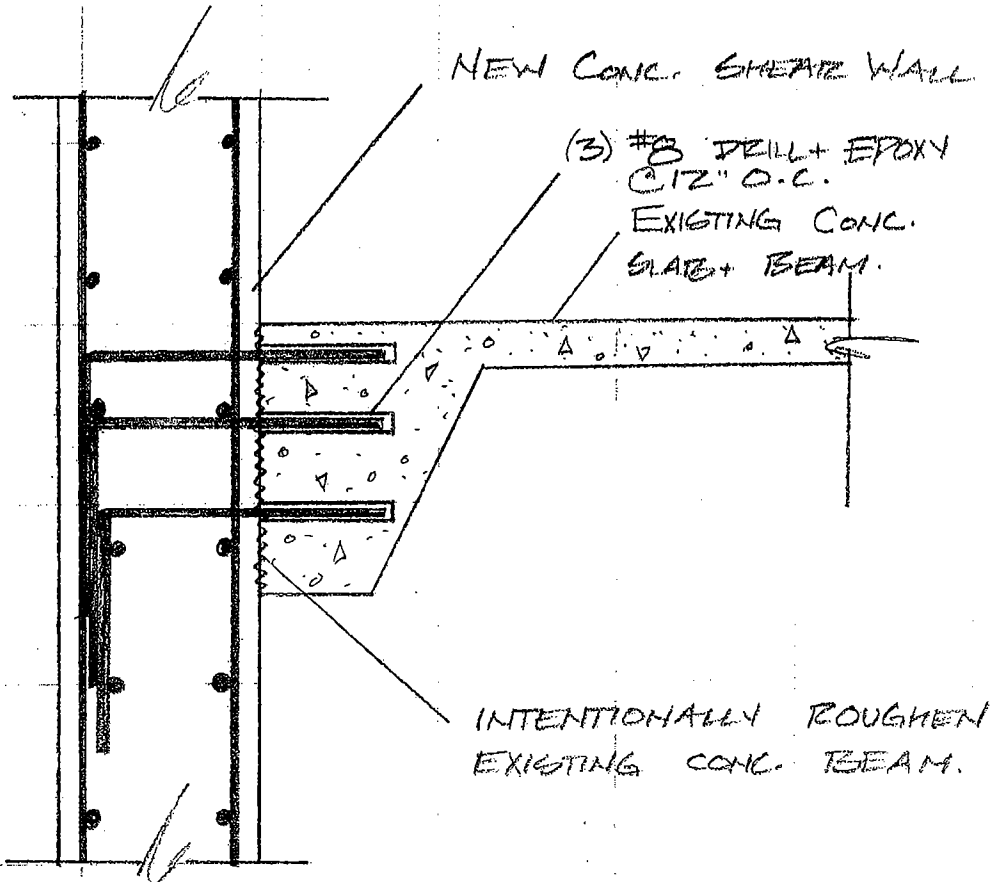 NEW CONC. SHEAR WALL
(3) #8 DRILL + EPOXY
@ 12" O.C.
EXISTING CONC.
SLAB + BEAM.
INTENTIONALLY ROUGHEN
EXISTING CONC. BEAM.